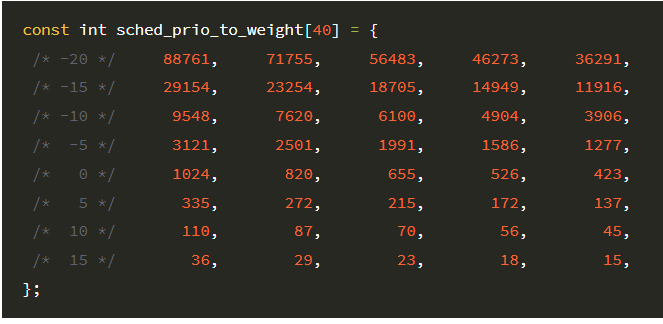 const int sched_prio_to_weight[40] = {
/* -20 */ 88761, 71755, 56483, 46273, 36291,
/* -15 */ 29154, 23254, 18705, 14949, 11916,
/* -10 */ 9548, 7620, 6100, 4904, 3906,
/* -5 */ 3121, 2501, 1991, 1586, 1277,
/* 0 */ 1024, 820, 655, 526, 423,
/* 5 */ 335, 272, 215, 172, 137,
/* 10 */ 110, 87, 70, 56, 45,
/* 15 */ 36, 29, 23, 18, 15,
};